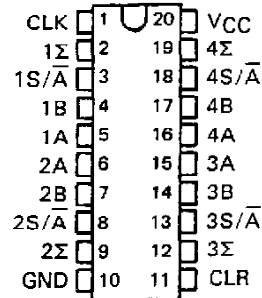 CLK 1 20 VCC
1Σ 2 19 4Σ
1S/A̅ 3 18 4S/A̅
1B 4 17 4B
1A 5 16 4A
2A 6 15 3A
2B 7 14 3B
2S/A̅ 8 13 3S/A̅
2Σ 9 12 3Σ
GND 10 11 CLR